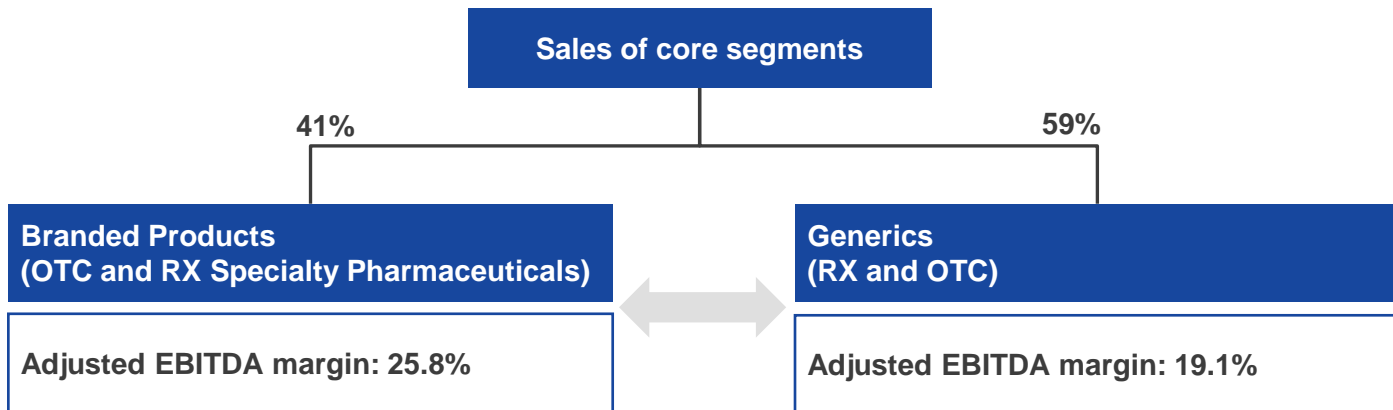 Sales of core segments
41%
59%
Branded Products
(OTC and RX Specialty Pharmaceuticals)
Generics
(RX and OTC)
Adjusted EBITDA margin: 25.8%
Adjusted EBITDA margin: 19.1%